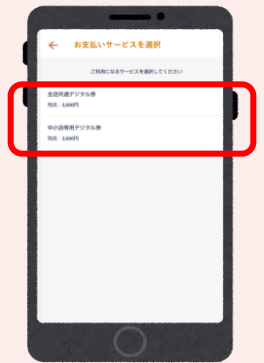 ← お支払いサービスを選択
ご利用になるサービスを選択してください
全店共通デジタル券
残高：3,000円
中小店専用デジタル券
残高：3,000円